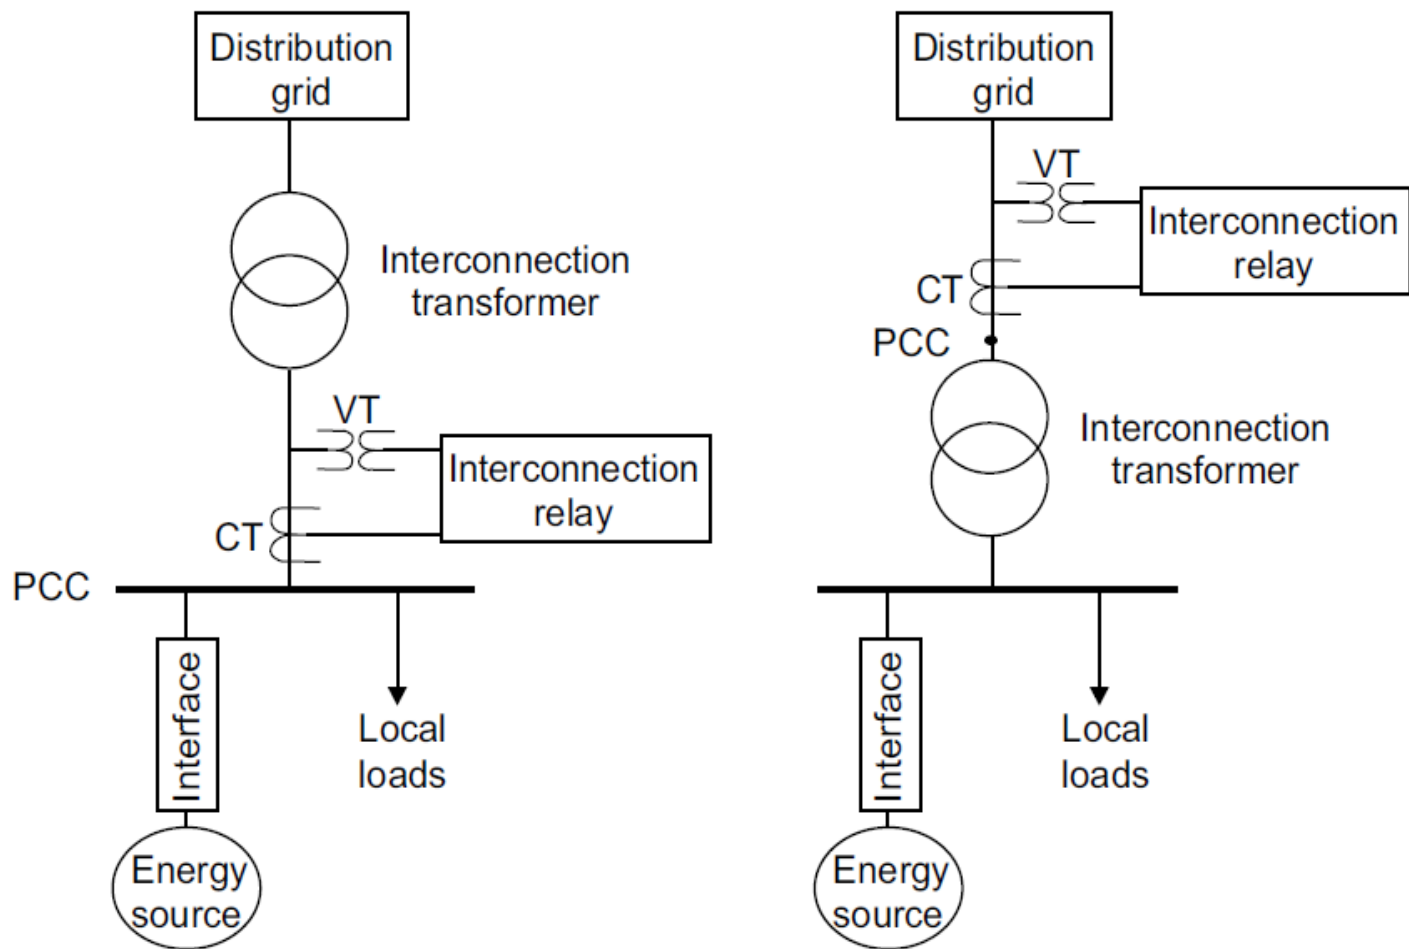 Distribution
grid
Interconnection
transformer
VT
Interconnection
relay
CT
PCC
Interface
Local
loads
Energy
source
Distribution
grid
VT
Interconnection
relay
CT
PCC
Interconnection
transformer
Interface
Local
loads
Energy
source